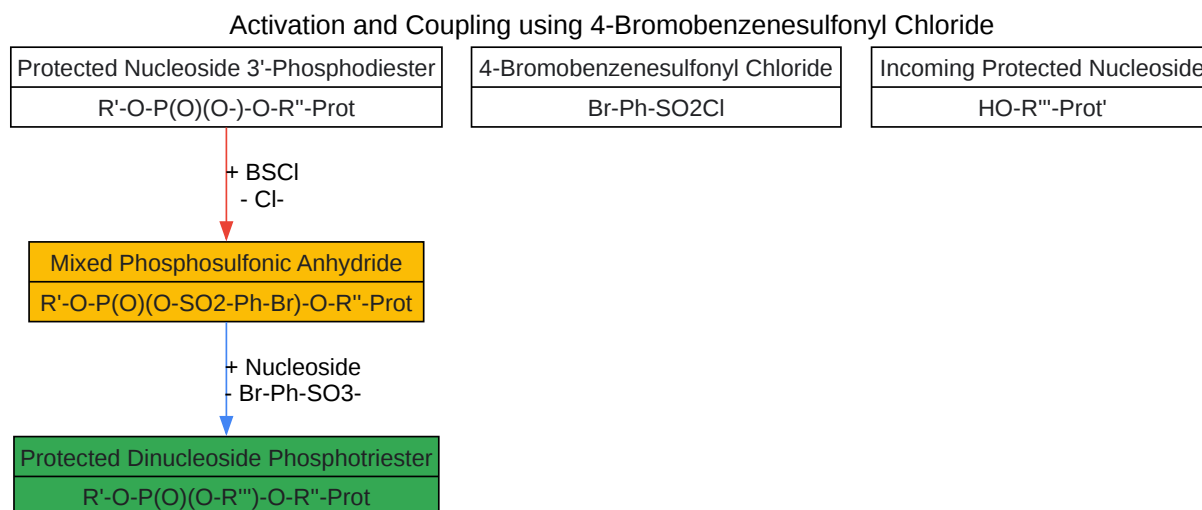 Activation and Coupling using 4-Bromobenzenesulfonyl Chloride
Protected Nucleoside 3'-Phosphodiester
R'-O-P(O)(O-)-O-R''-Prot
4-Bromobenzenesulfonyl Chloride
Br-Ph-SO2Cl
Incoming Protected Nucleoside
HO-R'''-Prot'
+ BSCl
- Cl-
Mixed Phosphosulfonic Anhydride
R'-O-P(O)(O-SO2-Ph-Br)-O-R''-Prot
+ Nucleoside
- Br-Ph-SO3-
Protected Dinucleoside Phosphotriester
R'-O-P(O)(O-R''')-O-R''-Prot